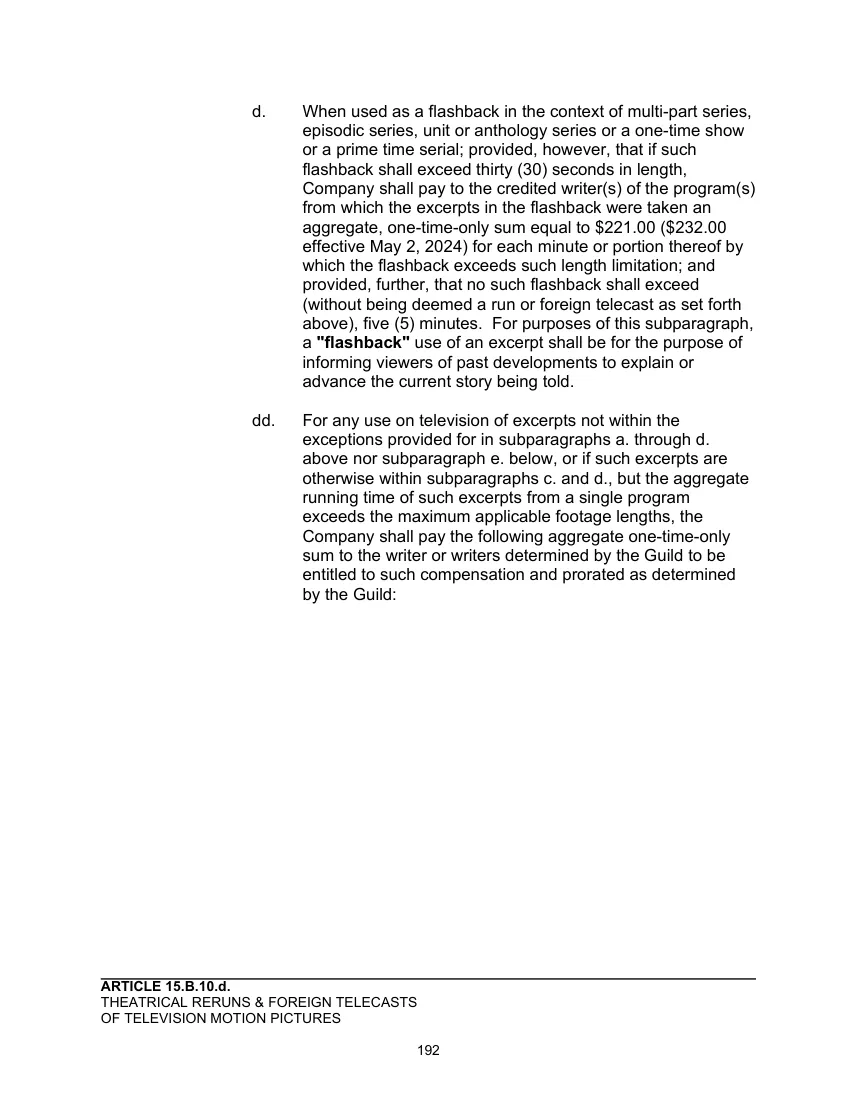 d. When used as a flashback in the context of multi-part series,
episodic series, unit or anthology series or a one-time show
or a prime time serial; provided, however, that if such
flashback shall exceed thirty (30) seconds in length,
Company shall pay to the credited writer(s) of the program(s)
from which the excerpts in the flashback were taken an
aggregate, one-time-only sum equal to $221.00 ($232.00
effective May 2, 2024) for each minute or portion thereof by
which the flashback exceeds such length limitation; and
provided, further, that no such flashback shall exceed
(without being deemed a run or foreign telecast as set forth
above), five (5) minutes.  For purposes of this subparagraph,
a "flashback" use of an excerpt shall be for the purpose of
informing viewers of past developments to explain or
advance the current story being told.
dd. For any use on television of excerpts not within the
exceptions provided for in subparagraphs a. through d.
above nor subparagraph e. below, or if such excerpts are
otherwise within subparagraphs c. and d., but the aggregate
running time of such excerpts from a single program
exceeds the maximum applicable footage lengths, the
Company shall pay the following aggregate one-time-only
sum to the writer or writers determined by the Guild to be
entitled to such compensation and prorated as determined
by the Guild:
ARTICLE 15.B.10.d.
THEATRICAL RERUNS & FOREIGN TELECASTS
OF TELEVISION MOTION PICTURES
192